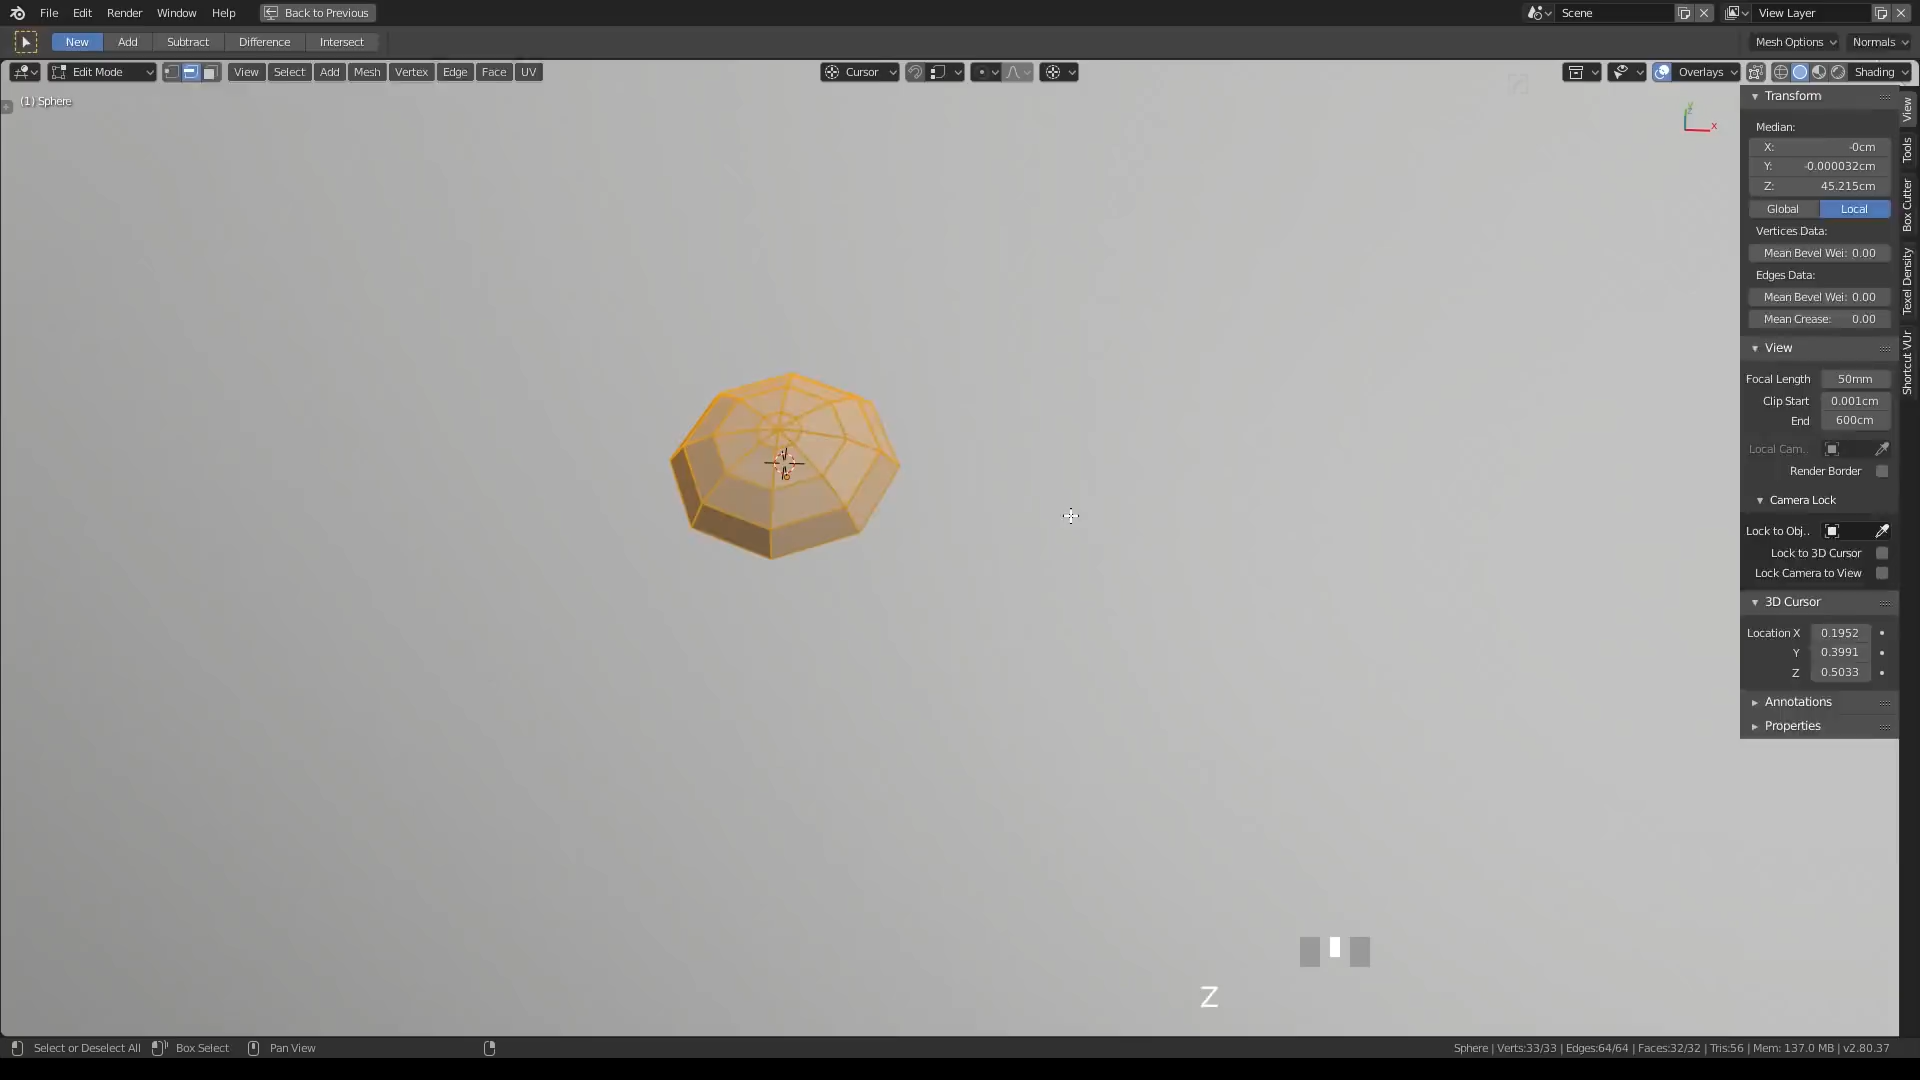 File Edit Render Window Help Back to Previous Scene View Layer
New Add Subtract Difference Intersect Mesh Options Normals
Edit Mode View Select Add Mesh Vertex Edge Face UV Cursor Overlays Shading
(1) Sphere
Y
Z
X
Transform
Median:
X: -0cm
Y: -0.000032cm
Z: 45.215cm
Global Local
Vertices Data:
Mean Bevel Wei: 0.00
Edges Data:
Mean Bevel Wei: 0.00
Mean Crease: 0.00
View
Focal Length 50mm
Clip Start 0.001cm
End 600cm
Local Cam..
Render Border
Camera Lock
Lock to Obj..
Lock to 3D Cursor
Lock Camera to View
3D Cursor
Location X 0.1952
Y 0.3991
Z 0.5033
Annotations
Properties
View
Tools
Box Cutter
Texel Density
Shortcut VUr
Z
Select or Deselect All Box Select Pan View Sphere | Verts:33/33 | Edges:64/64 | Faces:32/32 | Tris:56 | Mem: 137.0 MB | v2.80.37